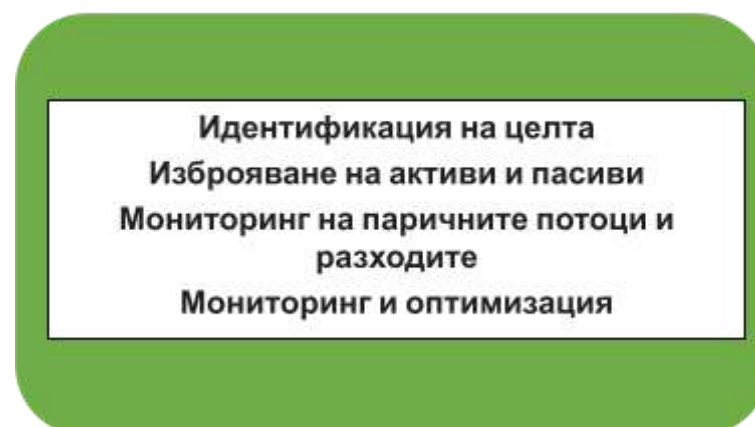 Идентификация на целта
Изброяване на активи и пасиви
Мониторинг на паричните потоци и
разходите
Мониторинг и оптимизация